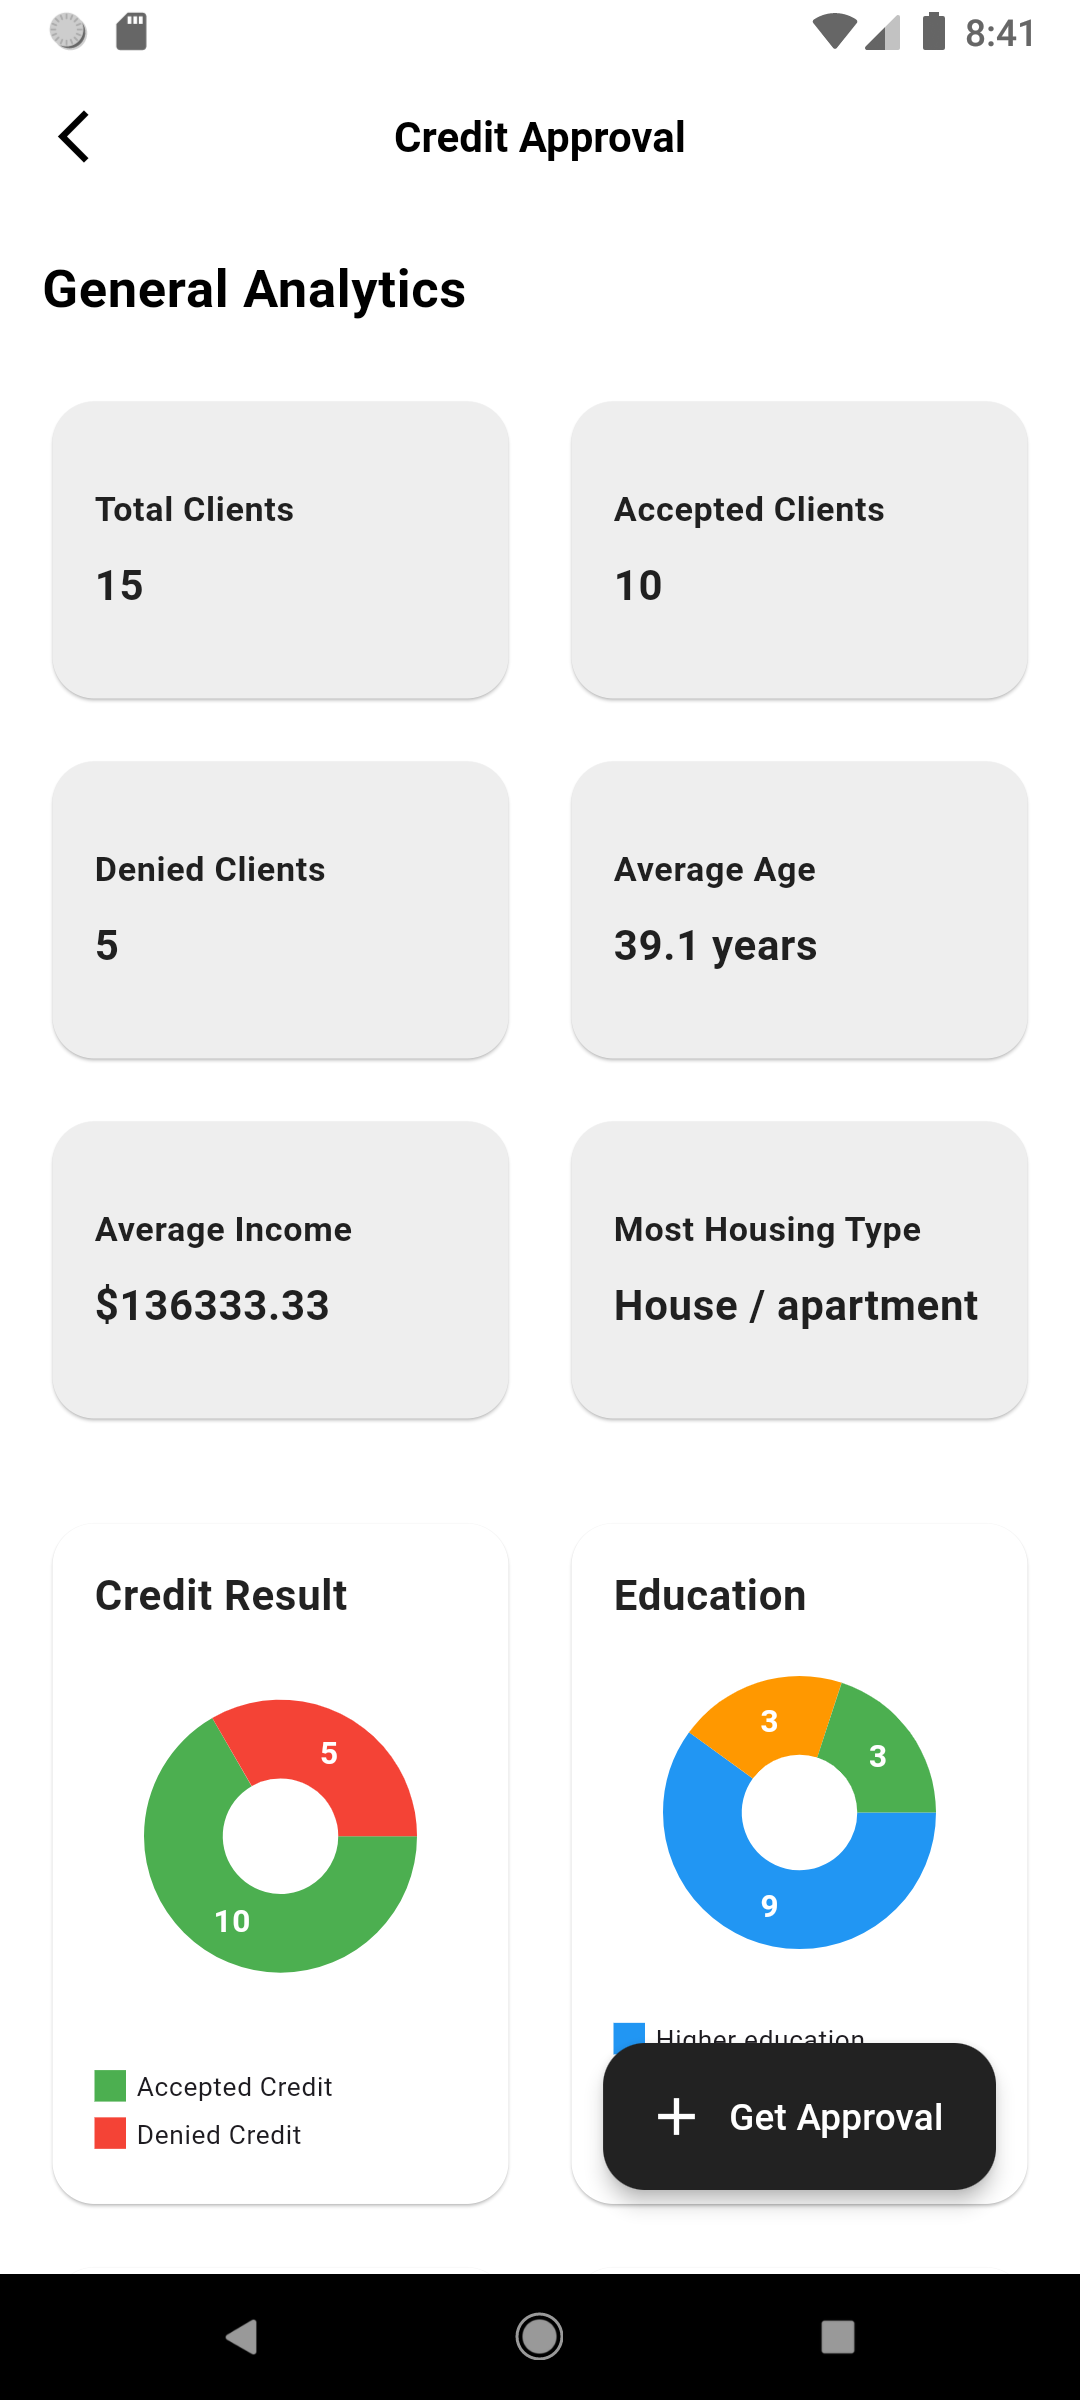 8:41
Credit Approval
General Analytics
Total Clients
15
Accepted Clients
10
Denied Clients
5
Average Age
39.1 years
Average Income
$136333.33
Most Housing Type
House / apartment
Credit Result
5
10
Accepted Credit
Denied Credit
Education
3
3
9
Higher education
Get Approval